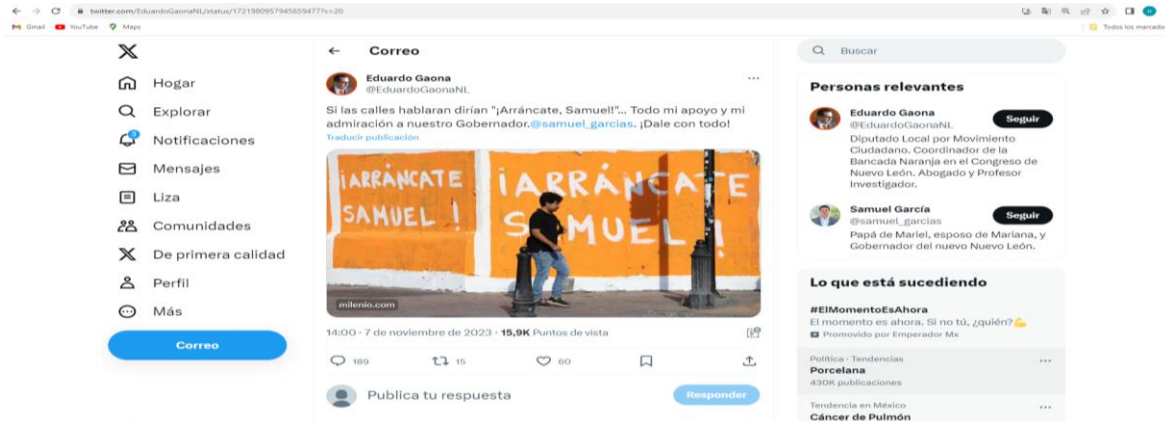 twitter.com/EduardoGaonaNL/status/1721980957945659477?s=20
Gmail YouTube Maps
Todos los marcado
Hogar
Explorar
3
Notificaciones
Mensajes
Liza
Comunidades
De primera calidad
Perfil
Más
Correo
Correo
Eduardo Gaona
@EduardoGaonaNL
Si las calles hablaran dirían "¡Arráncate, Samuel!"... Todo mi apoyo y mi
admiración a nuestro Gobernador.@samuel_garcias. ¡Dale con todo!
Traducir publicación
¡ARRÁNCATE
SAMUEL!
¡ARRÁNCATE
SAMUEL!
milenio.com
14:00 · 7 de noviembre de 2023 · 15,9K Puntos de vista
189 15 60
Publica tu respuesta
Responder
Buscar
Personas relevantes
Eduardo Gaona
@EduardoGaonaNL
Seguir
Diputado Local por Movimiento
Ciudadano. Coordinador de la
Bancada Naranja en el Congreso de
Nuevo León. Abogado y Profesor
Investigador.
Samuel García
@samuel_garcias
Seguir
Papá de Mariel, esposo de Mariana, y
Gobernador del nuevo Nuevo León.
Lo que está sucediendo
#ElMomentoEsAhora
El momento es ahora. Si no tú, ¿quién?💪
Promovido por Emperador Mx
Política · Tendencias
Porcelana
430K publicaciones
Tendencia en México
Cáncer de Pulmón